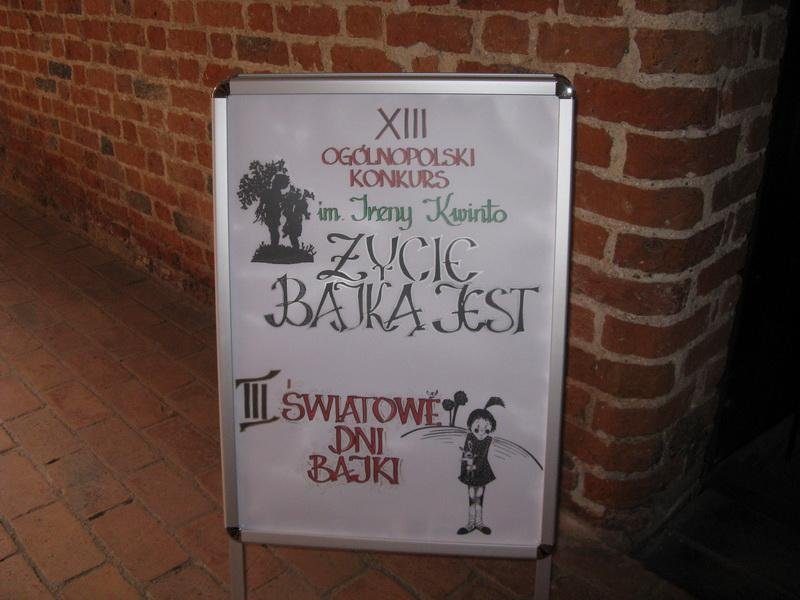 XIII
OGÓLNOPOLSKI
KONKURS
im. Ireny Kwinto
ŻYCIE
BAJKĄ JEST
III ŚWIATOWE
DNI
BAJKI